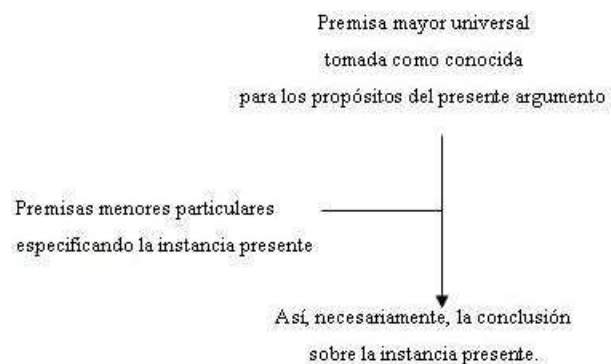 Premisa mayor universal
tomada como conocida
para los propósitos del presente argumento
Premisas menores particulares
especificando la instancia presente
Así, necesariamente, la conclusión
sobre la instancia presente.